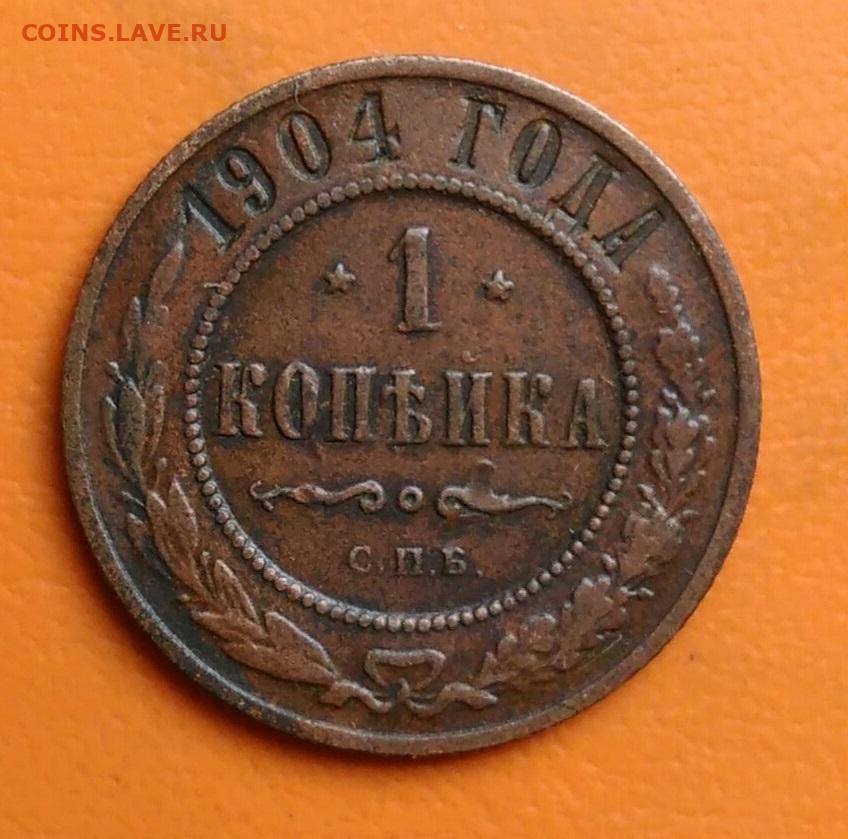 COINS.LAVE.RU
1904 ГОДА
1
КОПѢЙКА
С.П.Б.